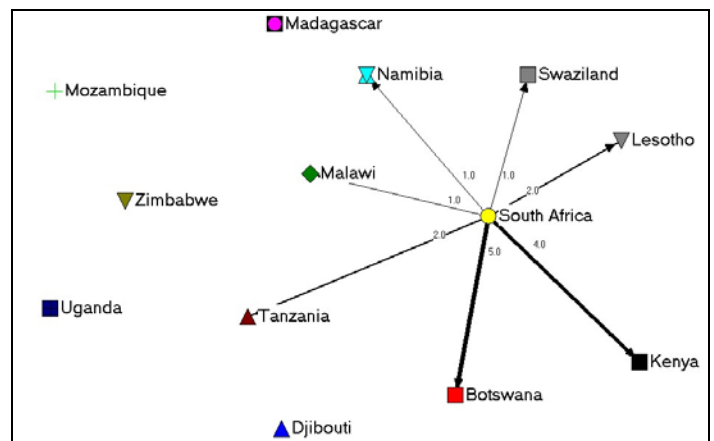 Madagascar
Namibia
Swaziland
Mozambique
Lesotho
Malawi
1.0
1.0
2.0
1.0
Zimbabwe
South Africa
2.0
5.0
4.0
Uganda
Tanzania
Kenya
Botswana
Djibouti